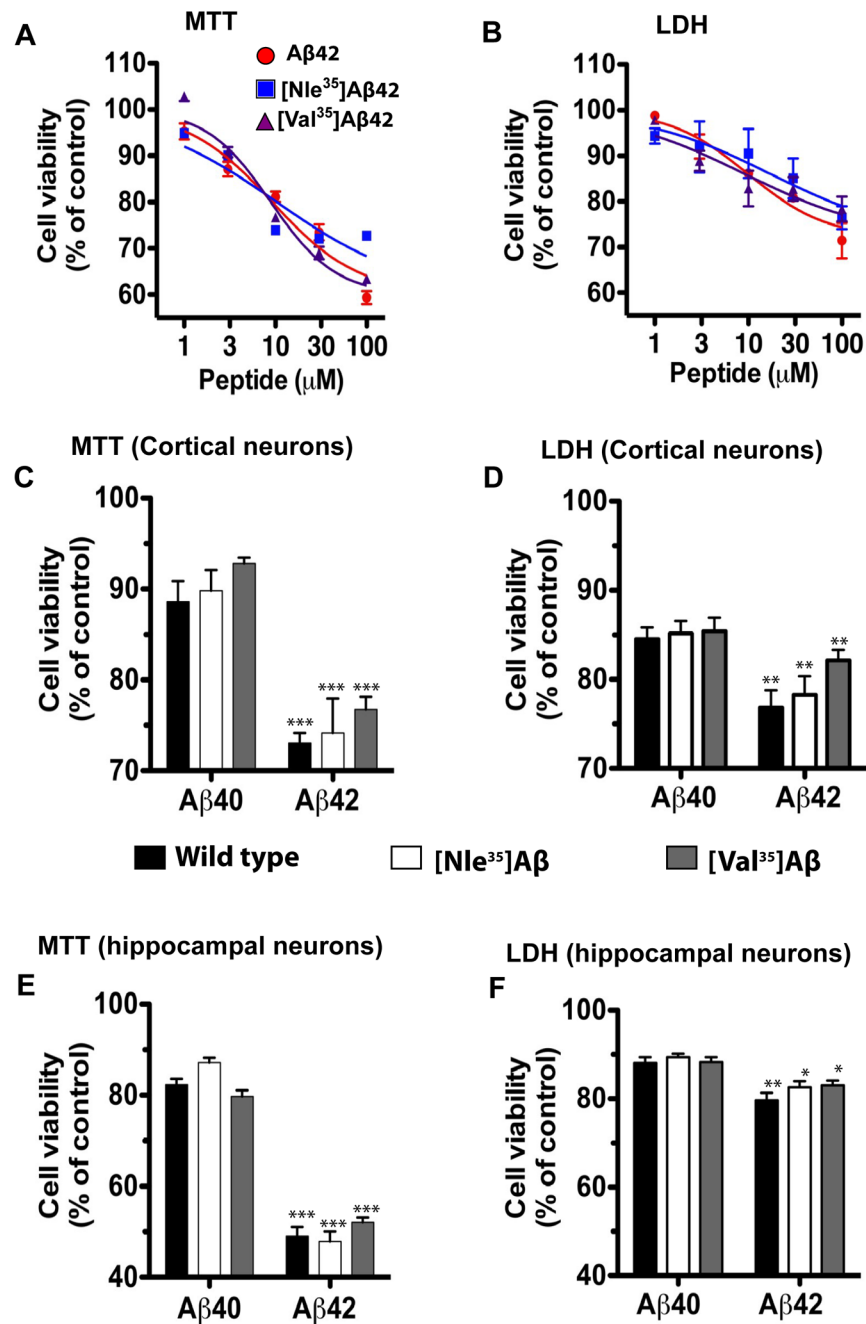 A
MTT
Aβ42
[Nle³⁵]Aβ42
[Val³⁵]Aβ42
Cell viability
(% of control)
110
100
90
80
70
60
1 3 10 30 100
Peptide (μM)
B
LDH
Cell viability
(% of control)
110
100
90
80
70
60
1 3 10 30 100
Peptide (μM)
MTT (Cortical neurons)
C
Cell viability
(% of control)
100
90
80
70
*** *** ***
Aβ40 Aβ42
LDH (Cortical neurons)
D
Cell viability
(% of control)
100
90
80
70
** ** **
Aβ40 Aβ42
Wild type [Nle³⁵]Aβ [Val³⁵]Aβ
MTT (hippocampal neurons)
E
Cell viability
(% of control)
100
80
60
40
*** *** ***
Aβ40 Aβ42
LDH (hippocampal neurons)
F
Cell viability
(% of control)
100
80
60
40
** * *
Aβ40 Aβ42